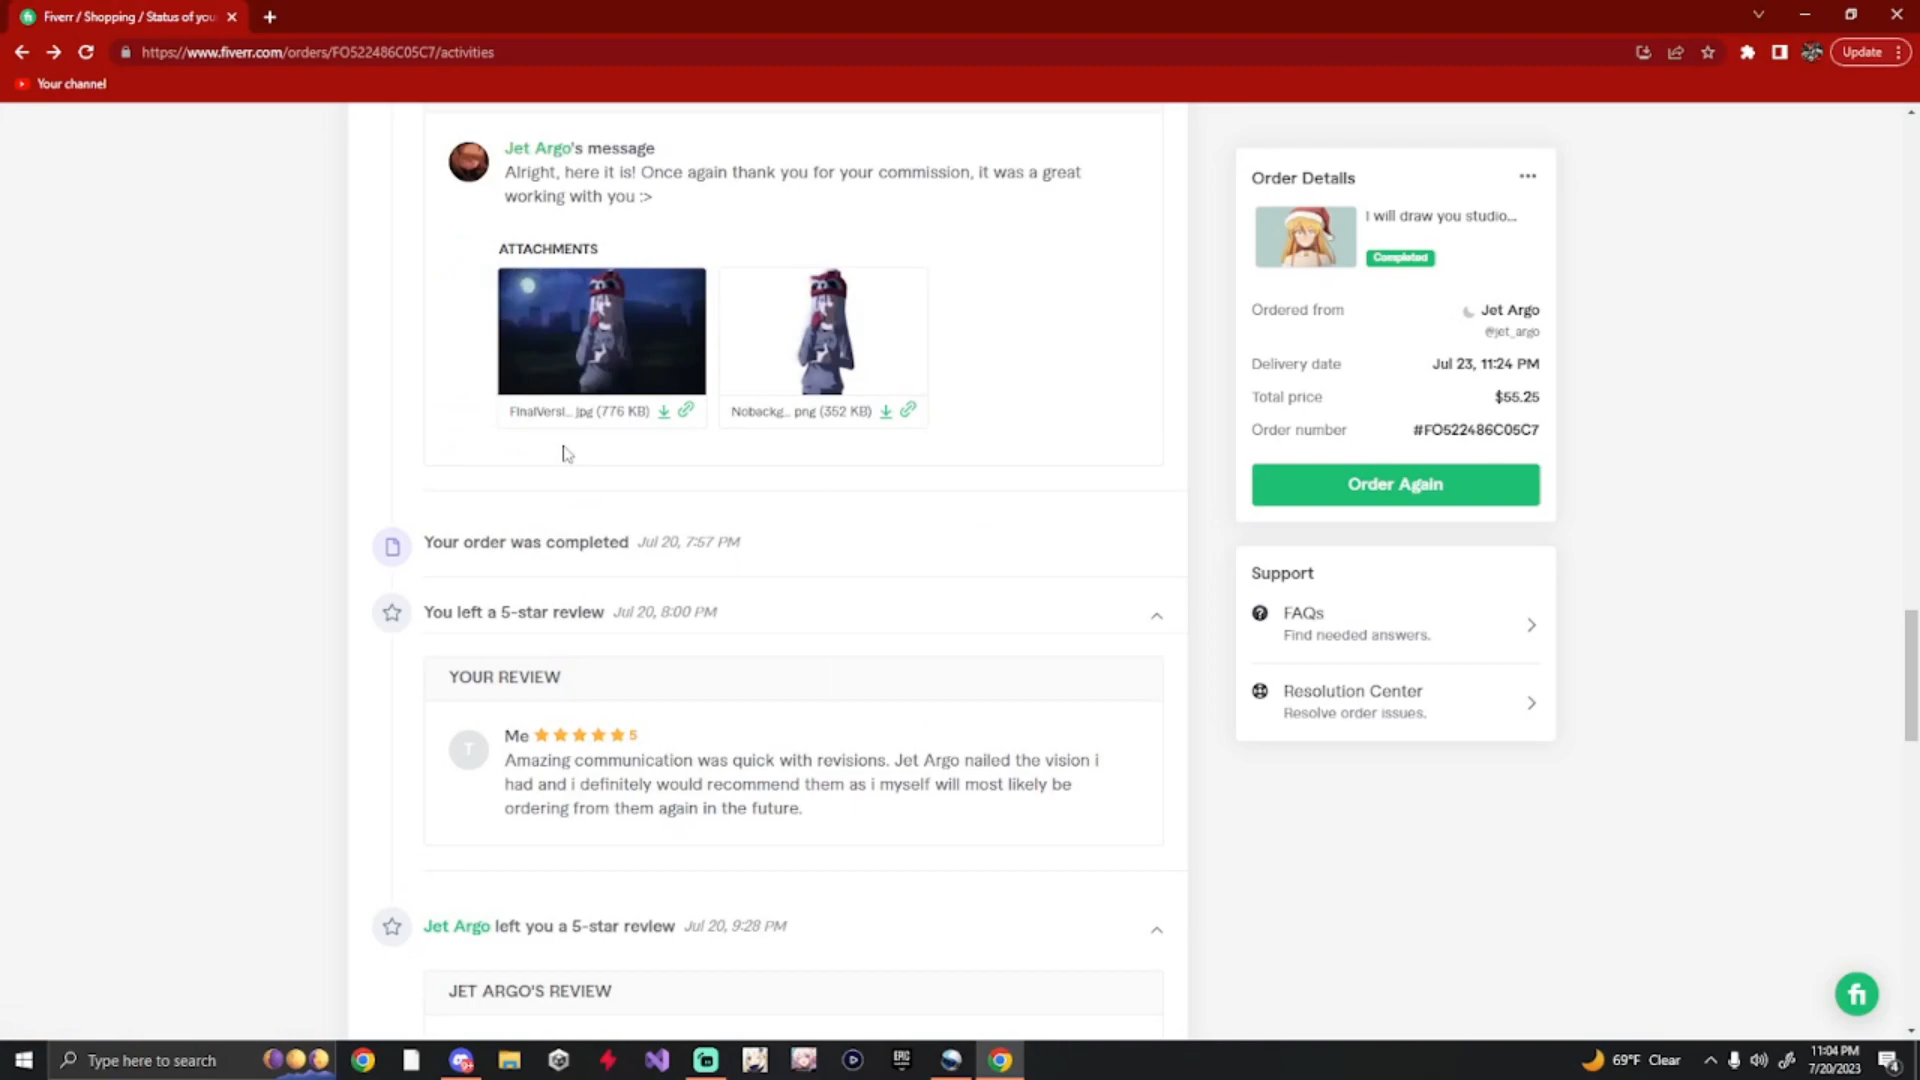 Fiverr / Shopping / Status of you
https://www.fiverr.com/orders/FO522486C05C7/activities
Update
Your channel
Jet Argo's message
Alright, here it is! Once again thank you for your commission, it was a great
working with you :>
ATTACHMENTS
FinalVersi... jpg (776 KB)
Nobackg... png (352 KB)
Your order was completed Jul 20, 7:57 PM
You left a 5-star review Jul 20, 8:00 PM
YOUR REVIEW
T
Me 5
Amazing communication was quick with revisions. Jet Argo nailed the vision i
had and i definitely would recommend them as i myself will most likely be
ordering from them again in the future.
Jet Argo left you a 5-star review Jul 20, 9:28 PM
JET ARGO'S REVIEW
Order Details
I will draw you studio...
Completed
Ordered from Jet Argo
@jet_argo
Delivery date Jul 23, 11:24 PM
Total price $55.25
Order number #FO522486C05C7
Order Again
Support
FAQs
Find needed answers.
Resolution Center
Resolve order issues.
fi
Type here to search
EPIC
69°F Clear
11:04 PM
7/20/2023
4